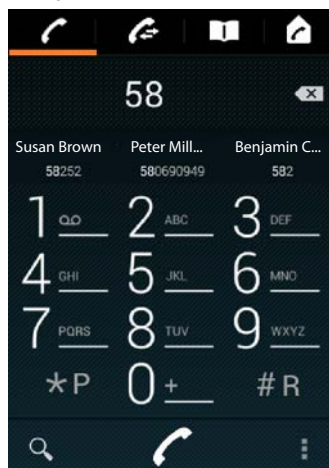 58
Susan Brown Peter Mill... Benjamin C...
58252 580690949 582
1 2 ABC 3 DEF
4 GHI 5 JKL 6 MNO
7 PQRS 8 TUV 9 WXYZ
*P 0 + #R